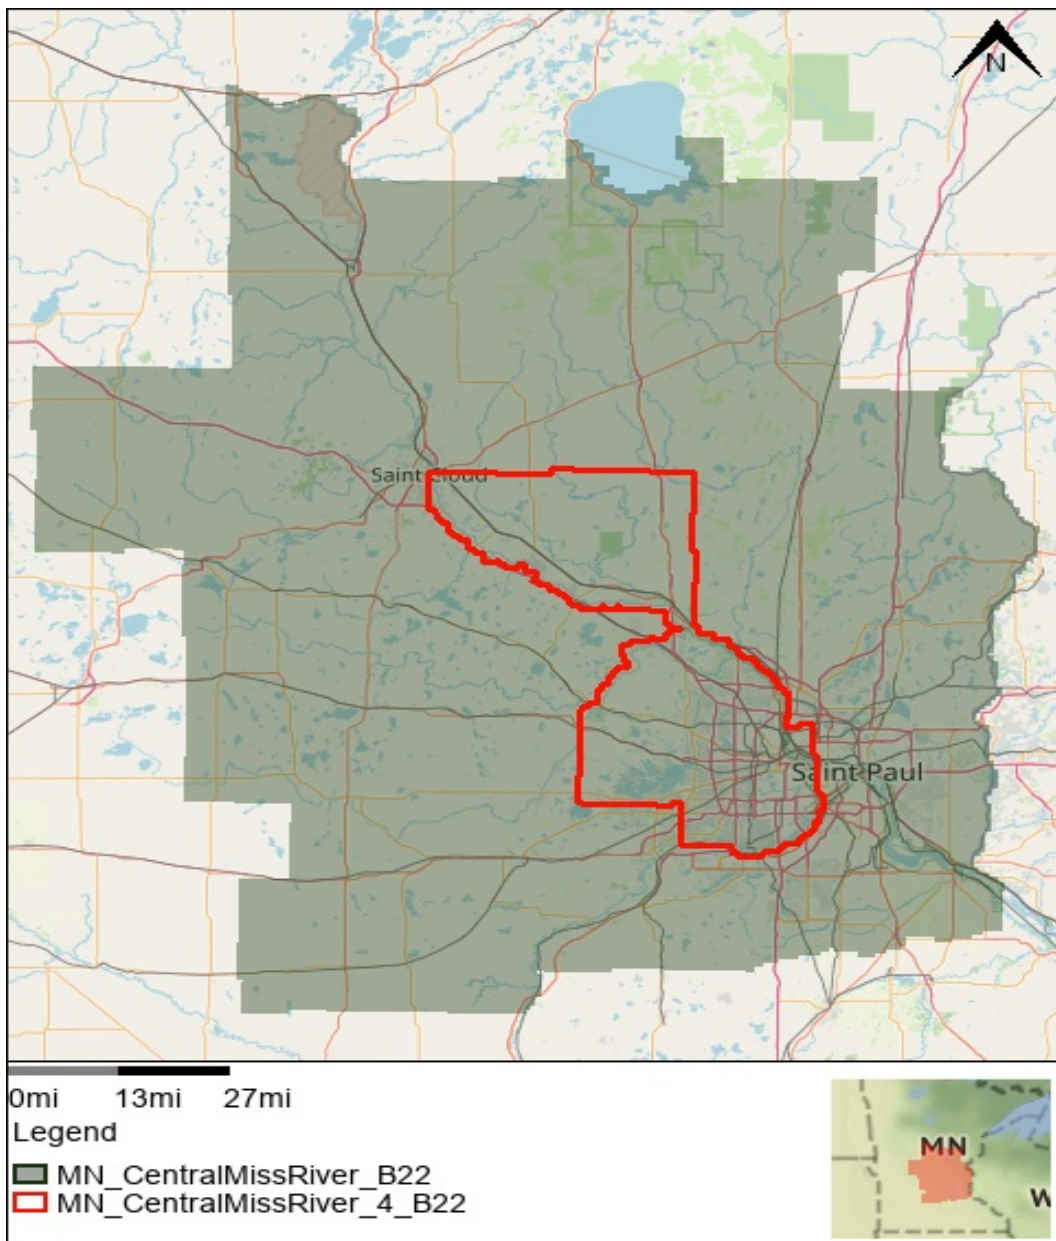 N
Saint Cloud
Saint Paul
0mi 13mi 27mi
Legend
MN_CentralMissRiver_B22
MN_CentralMissRiver_4_B22
MN
W